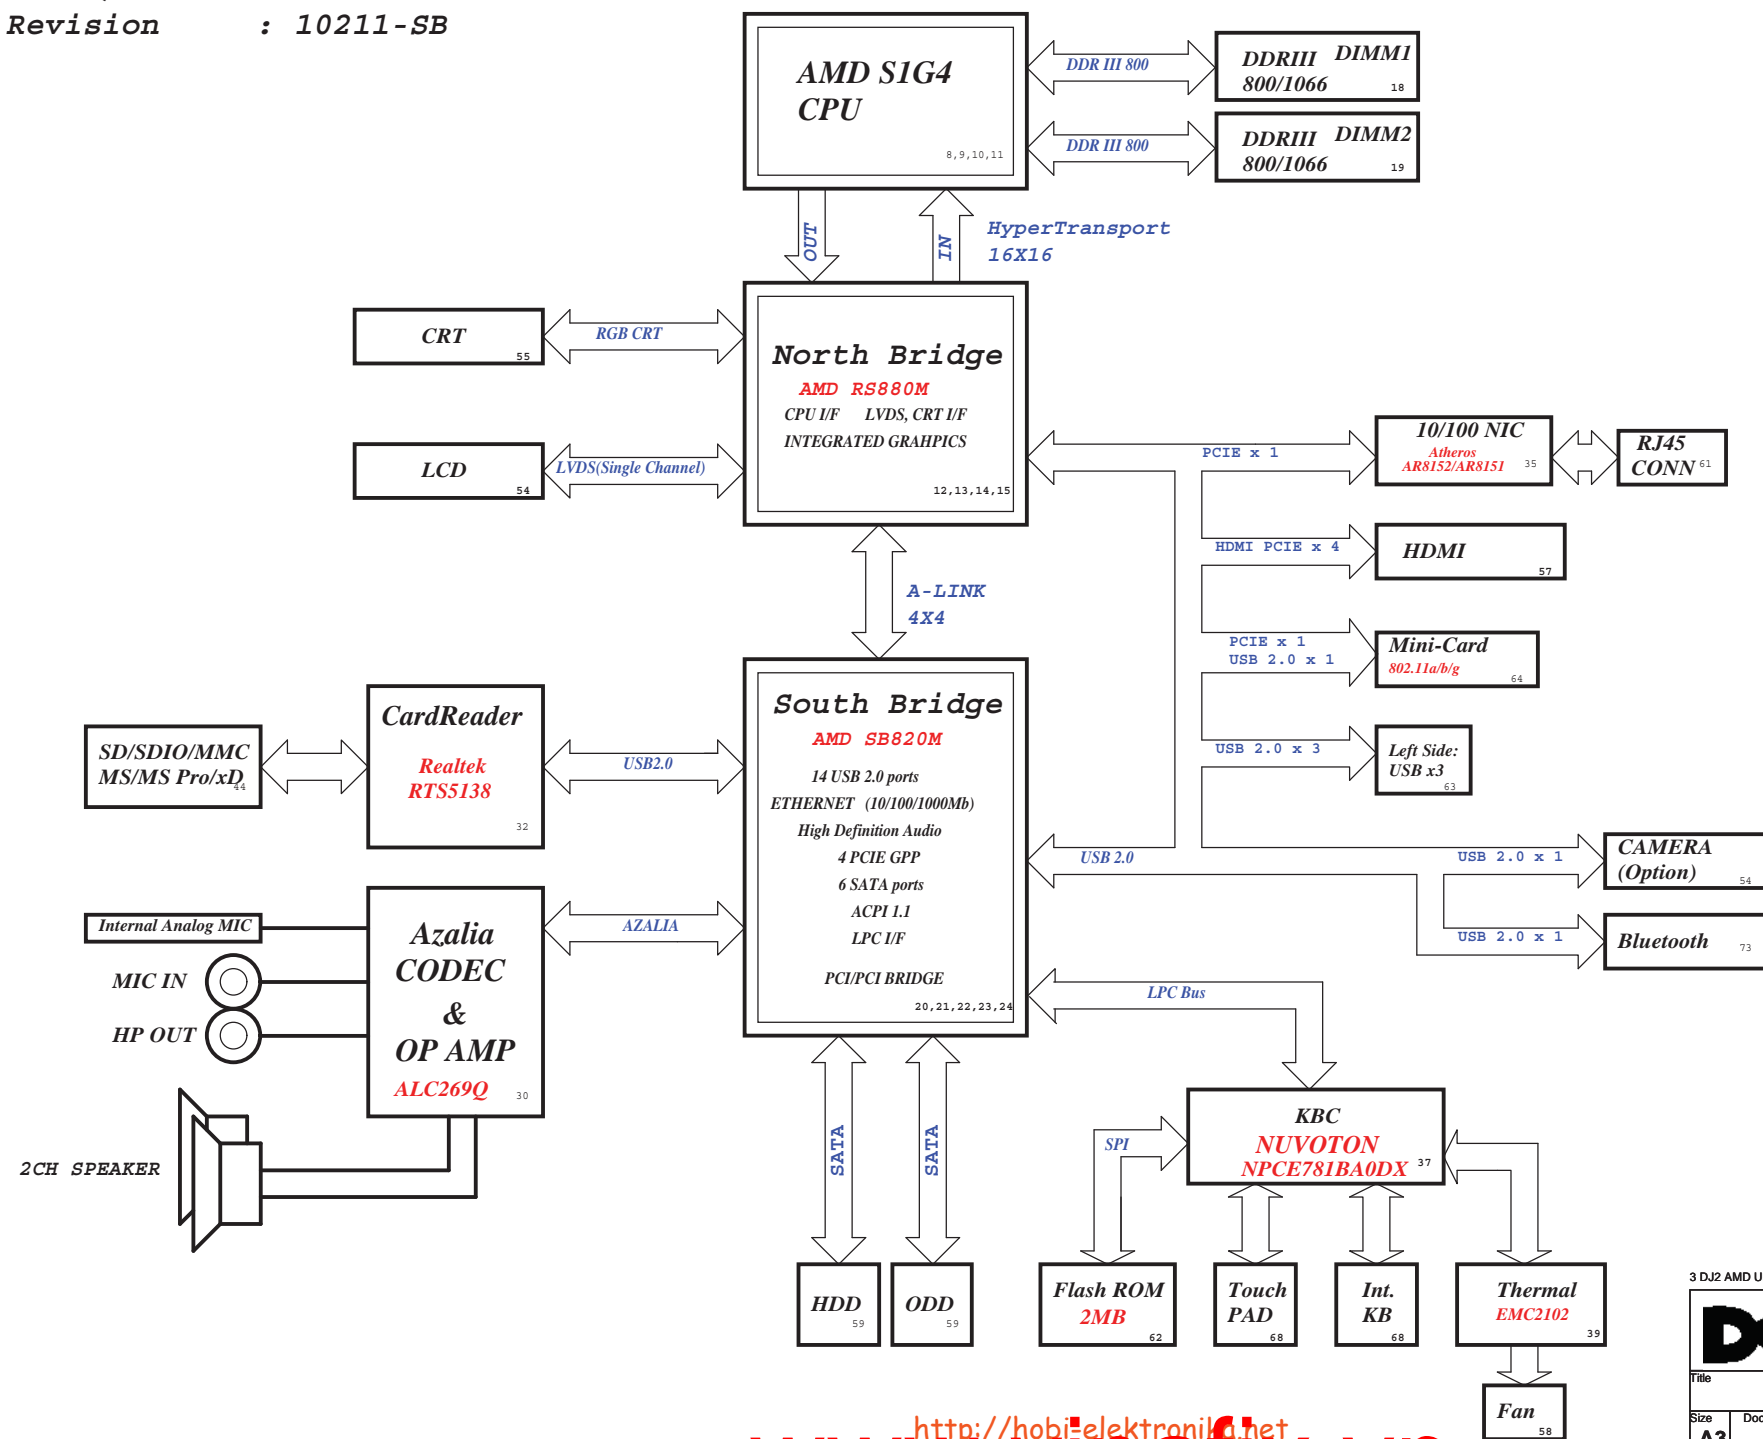 Revision : 10211-SB
AMD S1G4
CPU
8,9,10,11
DDR III 800
DDRIII DIMM1
800/1066
18
DDR III 800
DDRIII DIMM2
800/1066
19
OUT
IN
HyperTransport
16X16
CRT
55
RGB CRT
North Bridge
AMD RS880M
CPU I/F LVDS, CRT I/F
INTEGRATED GRAHPICS
12,13,14,15
LCD
54
LVDS(Single Channel)
PCIE x 1
10/100 NIC
Atheros
AR8152/AR8151
35
RJ45
CONN
61
HDMI PCIE x 4
HDMI
57
A-LINK
4X4
PCIE x 1
USB 2.0 x 1
Mini-Card
802.11a/b/g
64
USB 2.0 x 3
Left Side:
USB x3
63
SD/SDIO/MMC
MS/MS Pro/xD
44
CardReader
Realtek
RTS5138
32
USB2.0
South Bridge
AMD SB820M
14 USB 2.0 ports
ETHERNET (10/100/1000Mb)
High Definition Audio
4 PCIE GPP
6 SATA ports
ACPI 1.1
LPC I/F
PCI/PCI BRIDGE
20,21,22,23,24
USB 2.0
USB 2.0 x 1
CAMERA
(Option)
54
USB 2.0 x 1
Bluetooth
73
Internal Analog MIC
MIC IN
HP OUT
2CH SPEAKER
Azalia
CODEC
&
OP AMP
ALC269Q
30
AZALIA
LPC Bus
SATA
SATA
HDD
59
ODD
59
KBC
NUVOTON
NPCE781BA0DX
37
SPI
Flash ROM
2MB
62
Touch
PAD
68
Int.
KB
68
Thermal
EMC2102
39
Fan
58
3 DJ2 AMD U
Title
Size
Doc
A3
http://hobi-elektronika.net